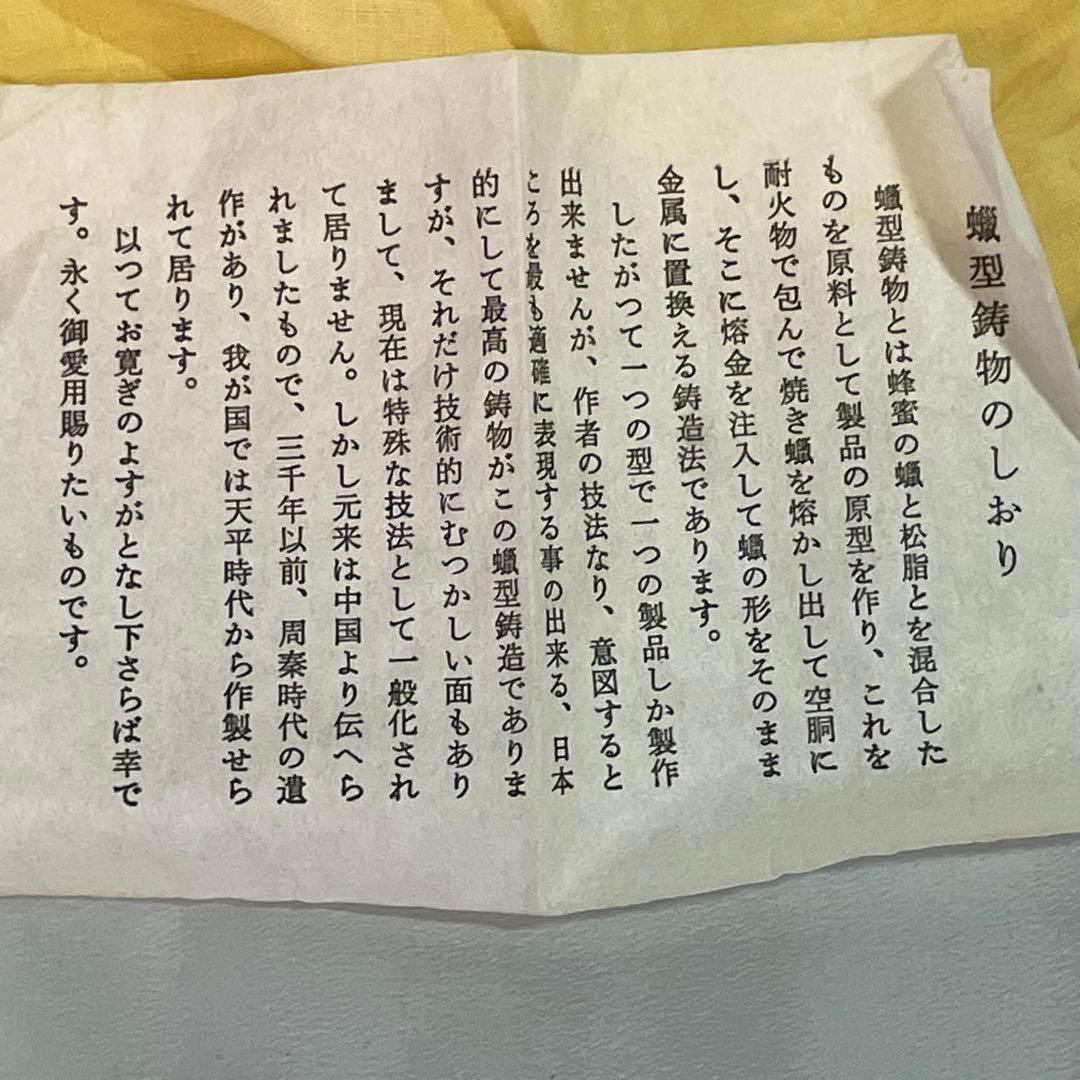 蠟型鋳物のしおり
蠟型鋳物とは蜂蜜の蠟と松脂とを混合した
ものを原料として製品の原型を作り、これを
耐火物で包んで焼き蠟を熔かし出して空胴に
し、そこに熔金を注入して蠟の形をそのまま
金属に置換える鋳造法であります。
したがつて一つの型で一つの製品しか製作
出来ませんが、作者の技法なり、意図すると
ころを最も適確に表現する事の出来る、日本
的にして最高の鋳物がこの蠟型鋳造でありま
すが、それだけ技術的にむつかしい面もあり
まして、現在は特殊な技法として一般化され
て居りません。しかし元来は中国より伝へら
れましたもので、三千年以前、周秦時代の遺
作があり、我が国では天平時代から作製せら
れて居ります。
以つてお寛ぎのよすがとなし下さらば幸で
す。永く御愛用賜りたいものです。